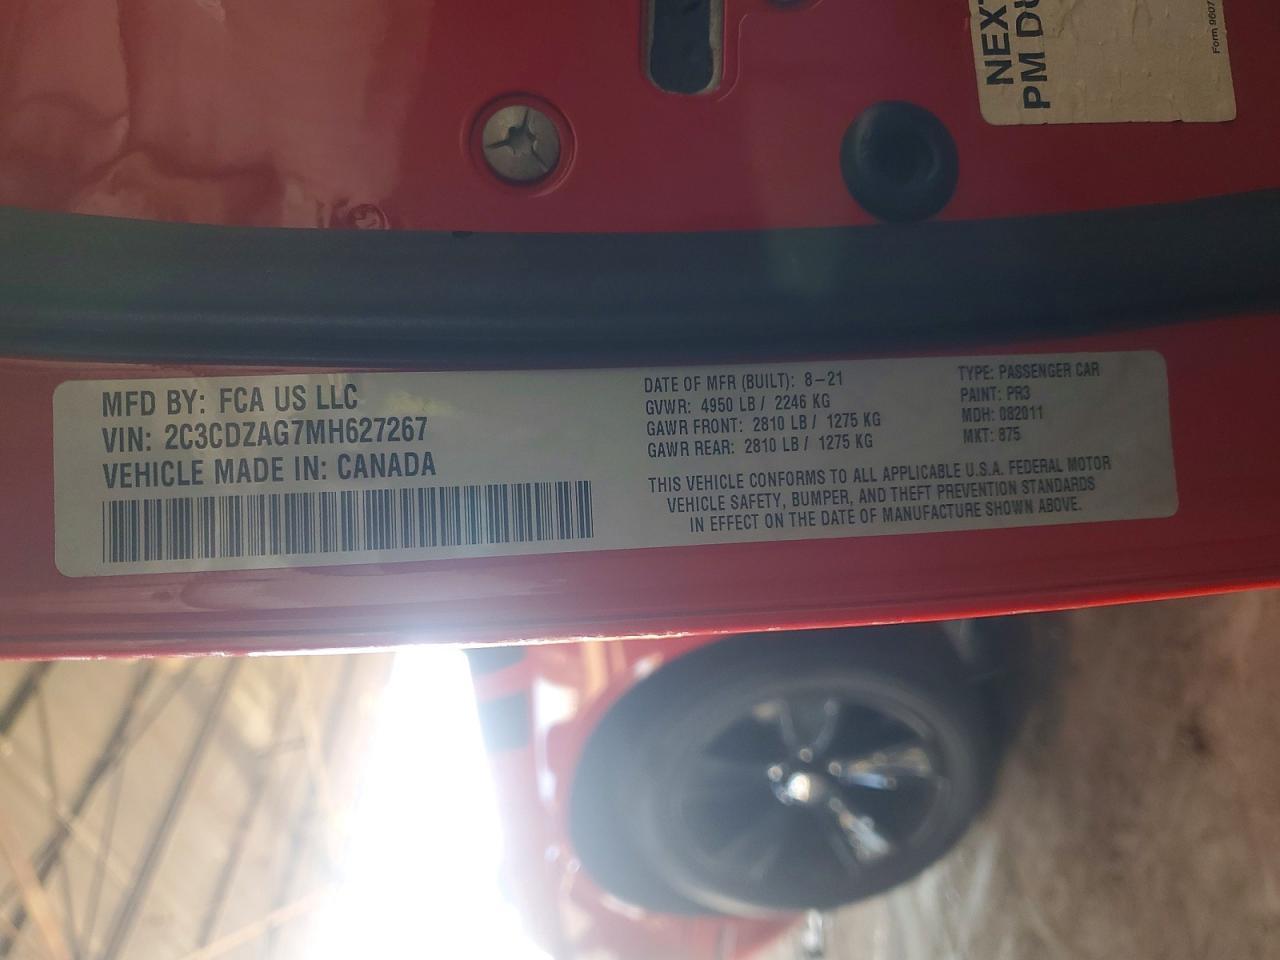 NEXT
PM DU
Form 9607
MFD BY: FCA US LLC
VIN: 2C3CDZAG7MH627267
VEHICLE MADE IN: CANADA
DATE OF MFR (BUILT): 8-21
GVWR: 4950 LB / 2246 KG
GAWR FRONT: 2810 LB / 1275 KG
GAWR REAR: 2810 LB / 1275 KG
TYPE: PASSENGER CAR
PAINT: PR3
MDH: 082011
MKT: 875
THIS VEHICLE CONFORMS TO ALL APPLICABLE U.S.A. FEDERAL MOTOR
VEHICLE SAFETY, BUMPER, AND THEFT PREVENTION STANDARDS
IN EFFECT ON THE DATE OF MANUFACTURE SHOWN ABOVE.